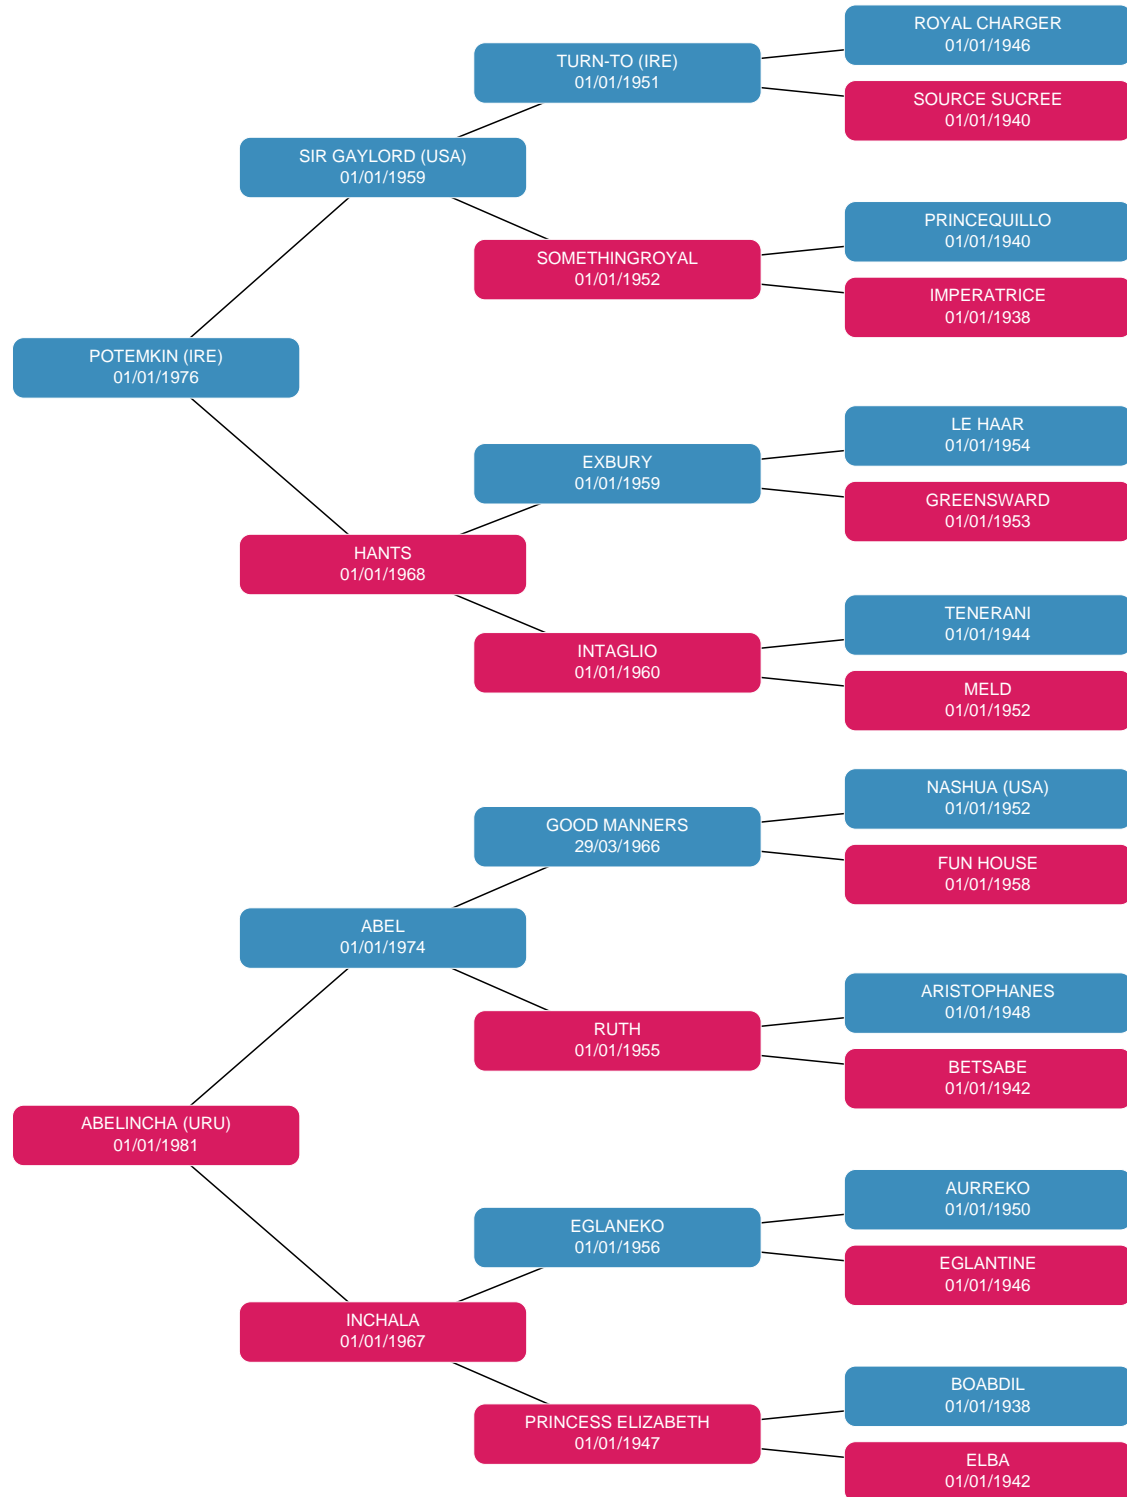 ROYAL CHARGER
01/01/1946
TURN-TO (IRE)
01/01/1951
SOURCE SUCREE
01/01/1940
SIR GAYLORD (USA)
01/01/1959
PRINCEQUILLO
01/01/1940
SOMETHINGROYAL
01/01/1952
IMPERATRICE
01/01/1938
POTEMKIN (IRE)
01/01/1976
LE HAAR
01/01/1954
EXBURY
01/01/1959
GREENSWARD
01/01/1953
HANTS
01/01/1968
TENERANI
01/01/1944
INTAGLIO
01/01/1960
MELD
01/01/1952
NASHUA (USA)
01/01/1952
GOOD MANNERS
29/03/1966
FUN HOUSE
01/01/1958
ABEL
01/01/1974
ARISTOPHANES
01/01/1948
RUTH
01/01/1955
BETSABE
01/01/1942
ABELINCHA (URU)
01/01/1981
AURREKO
01/01/1950
EGLANEKO
01/01/1956
EGLANTINE
01/01/1946
INCHALA
01/01/1967
BOABDIL
01/01/1938
PRINCESS ELIZABETH
01/01/1947
ELBA
01/01/1942